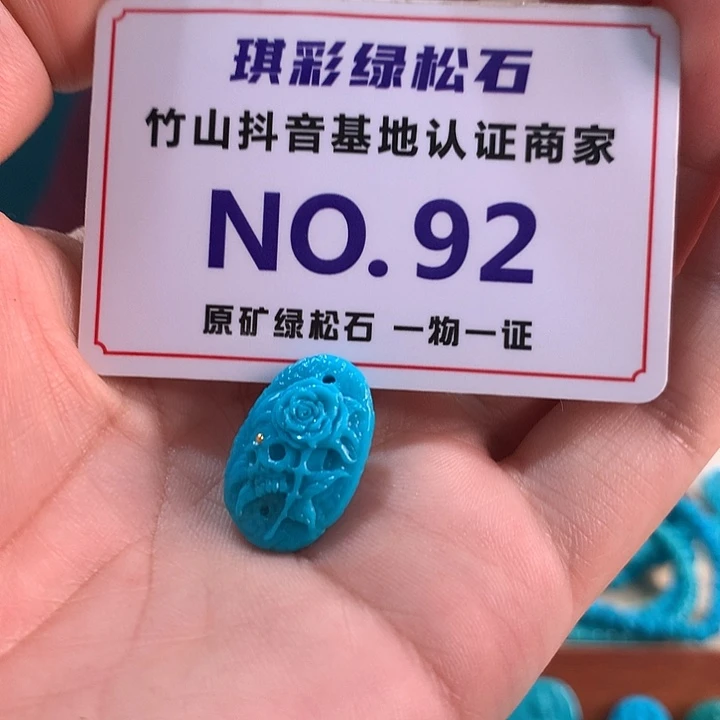 琪彩绿松石
竹山抖音基地认证商家
NO.92
原矿绿松石 一物一证